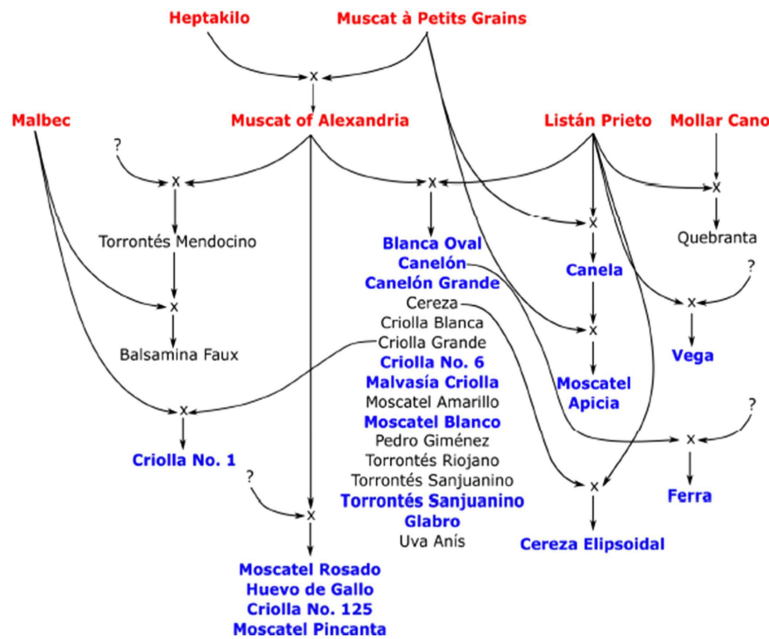 Heptakilo
Muscat à Petits Grains
x
Malbec
Muscat of Alexandria
Listán Prieto
Mollar Cano
?
x
x
x
Torrontés Mendocino
x
Quebranta
Blanca Oval
Canelón
Canela
?
Canelón Grande
x
Cereza
x
Criolla Blanca
x
Balsamina Faux
Criolla Grande
Vega
Criolla No. 6
Malvasía Criolla
Moscatel
Apicia
Moscatel Amarillo
x
Moscatel Blanco
?
Pedro Giménez
x
Criolla No. 1
Torrontés Riojano
?
Torrontés Sanjuanino
x
Ferra
Torrontés Sanjuanino
Glabro
x
Uva Anís
Cereza Elipsoidal
Moscatel Rosado
Huevo de Gallo
Criolla No. 125
Moscatel Pincanta